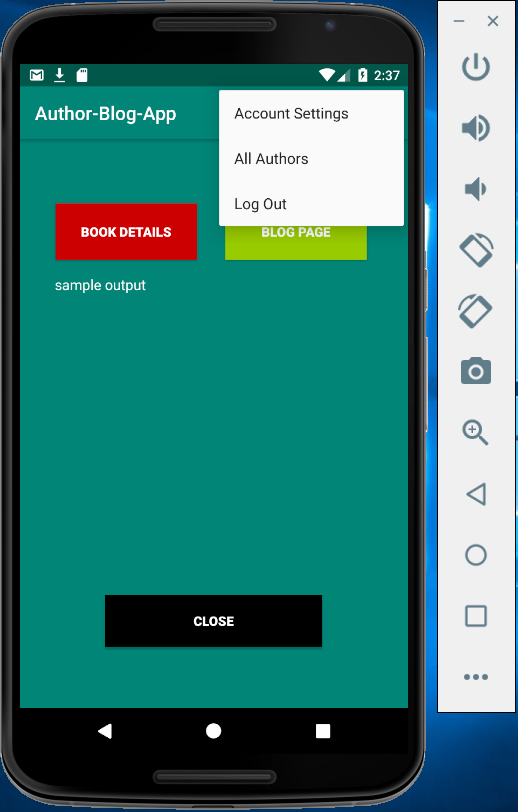 2:37
Author-Blog-App
Account Settings
All Authors
Log Out
BOOK DETAILS
BLOG PAGE
sample output
CLOSE